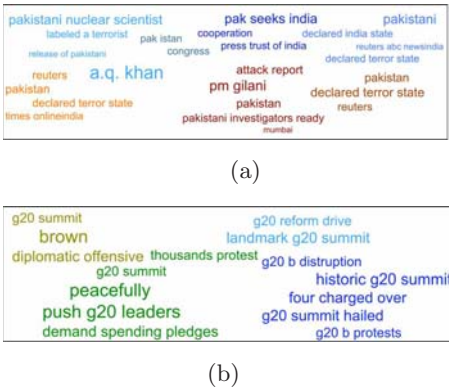 pakistani nuclear scientist
pak seeks india
pakistani
labeled a terrorist
pak istan
cooperation
declared india state
release of pakistani
congress
press trust of india
reuters abc newsindia
declared terror state
reuters
a.q. khan
attack report
pakistan
pakistan
pm gilani
declared terror state
declared terror state
pakistan
reuters
times onlineindia
pakistani investigators ready
mumbai
(a)
g20 summit
g20 reform drive
brown
landmark g20 summit
diplomatic offensive
thousands protest
g20 b distruption
g20 summit
historic g20 summit
peacefully
four charged over
push g20 leaders
g20 summit hailed
demand spending pledges
g20 b protests
(b)